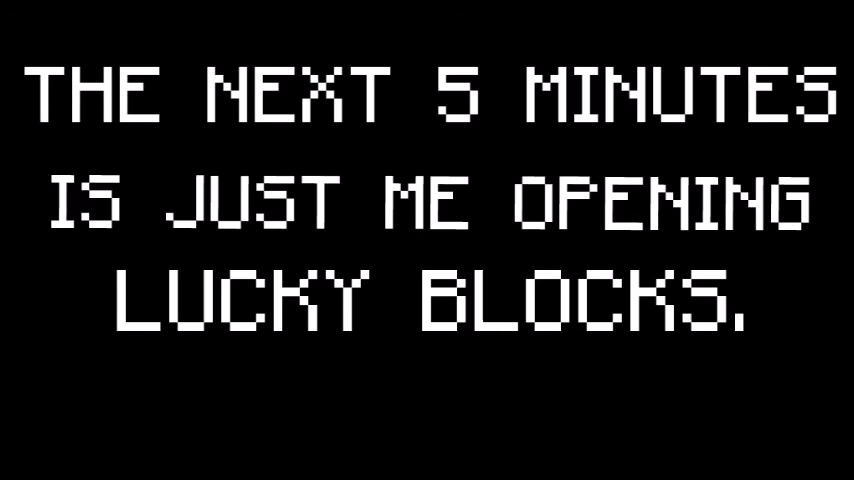 THE NEXT 5 MINUTES
IS JUST ME OPENING
LUCKY BLOCKS.